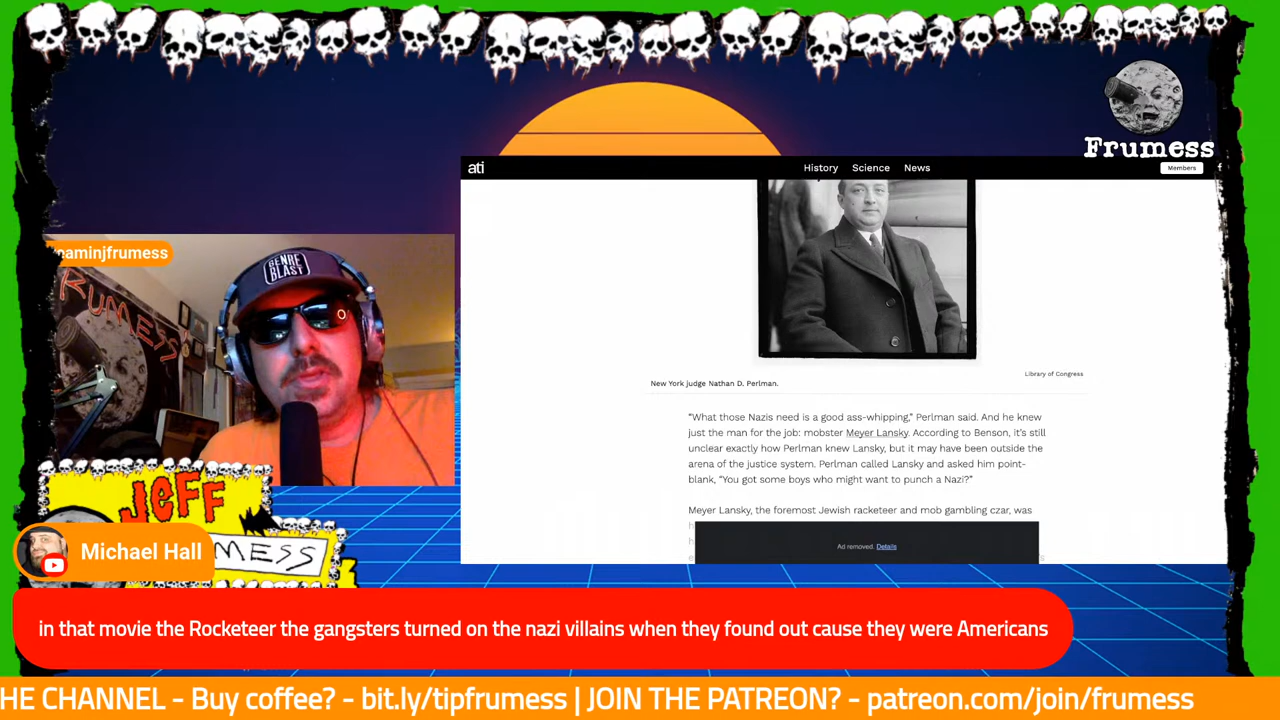 Frumess
ati
History
Science
News
Members
f
GENRE
BLAST
RUMESS
Library of Congress
New York judge Nathan D. Perlman.
“What those Nazis need is a good ass-whipping,” Perlman said. And he knew
just the man for the job: mobster Meyer Lansky. According to Benson, it’s still
unclear exactly how Perlman knew Lansky, but it may have been outside the
arena of the justice system. Perlman called Lansky and asked him point-
blank, “You got some boys who might want to punch a Nazi?”
Meyer Lansky, the foremost Jewish racketeer and mob gambling czar, was
Ad removed. Details
JEFF
MESS
Michael Hall
in that movie the Rocketeer the gangsters turned on the nazi villains when they found out cause they were Americans
HE CHANNEL - Buy coffee? - bit.ly/tipfrumess | JOIN THE PATREON? - patreon.com/join/frumess